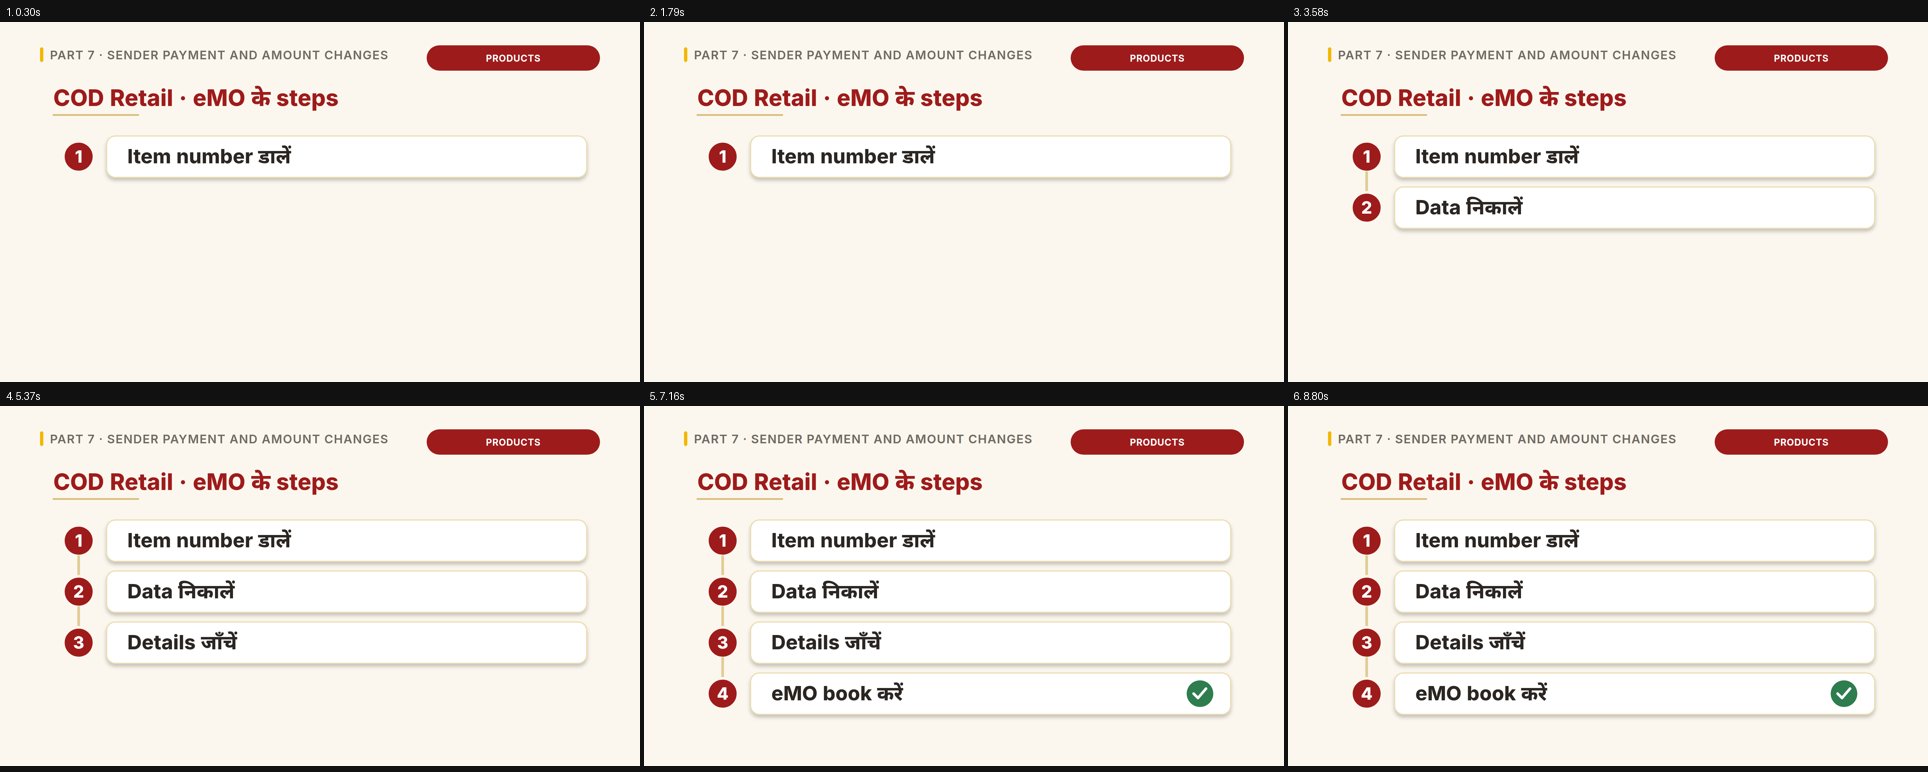 1. 0.30s
PART 7 · SENDER PAYMENT AND AMOUNT CHANGES
PRODUCTS
COD Retail · eMO के steps
1 Item number डालें
2. 1.79s
PART 7 · SENDER PAYMENT AND AMOUNT CHANGES
PRODUCTS
COD Retail · eMO के steps
1 Item number डालें
3. 3.58s
PART 7 · SENDER PAYMENT AND AMOUNT CHANGES
PRODUCTS
COD Retail · eMO के steps
1 Item number डालें
2 Data निकालें
4. 5.37s
PART 7 · SENDER PAYMENT AND AMOUNT CHANGES
PRODUCTS
COD Retail · eMO के steps
1 Item number डालें
2 Data निकालें
3 Details जाँचें
5. 7.16s
PART 7 · SENDER PAYMENT AND AMOUNT CHANGES
PRODUCTS
COD Retail · eMO के steps
1 Item number डालें
2 Data निकालें
3 Details जाँचें
4 eMO book करें
6. 8.80s
PART 7 · SENDER PAYMENT AND AMOUNT CHANGES
PRODUCTS
COD Retail · eMO के steps
1 Item number डालें
2 Data निकालें
3 Details जाँचें
4 eMO book करें